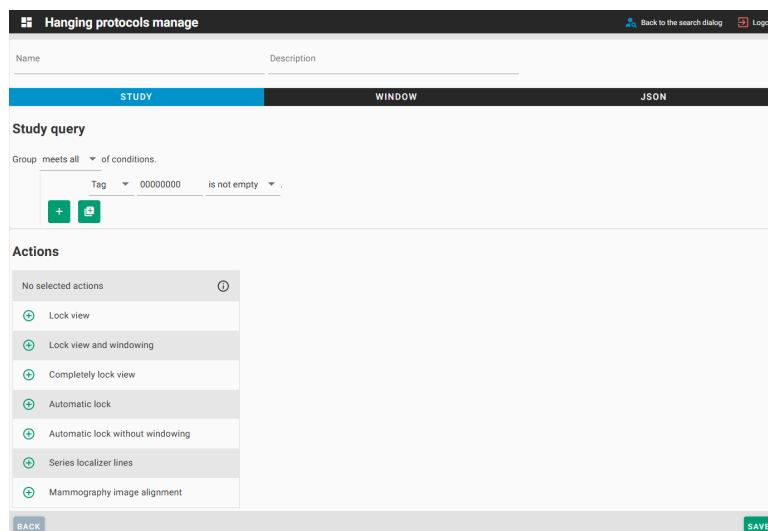 Hanging protocols manage
Back to the search dialog
Name
Description
STUDY
WINDOW
JSON
Study query
Group meets all of conditions.
Tag 00000000 is not empty .
+
Actions
No selected actions
Lock view
Lock view and windowing
Completely lock view
Automatic lock
Automatic lock without windowing
Series localizer lines
Mammography image alignment
BACK
SAVE